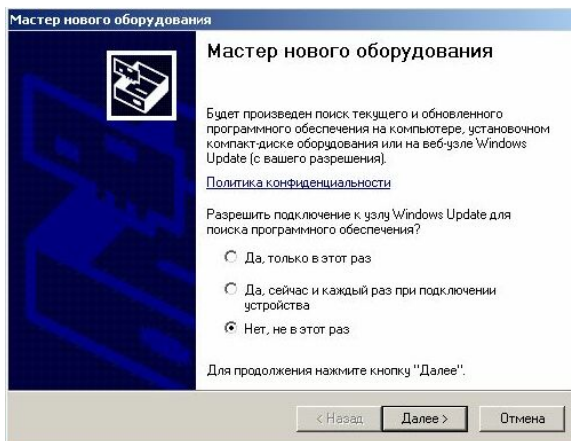 Мастер нового оборудования
Мастер нового оборудования
Будет произведен поиск текущего и обновленного
программного обеспечения на компьютере, установочном
компакт-диске оборудования или на веб-узле Windows
Update (с вашего разрешения).
Политика конфиденциальности
Разрешить подключение к узлу Windows Update для
поиска программного обеспечения?
Да, только в этот раз
Да, сейчас и каждый раз при подключении
устройства
Нет, не в этот раз
Для продолжения нажмите кнопку "Далее".
< Назад
Далее >
Отмена